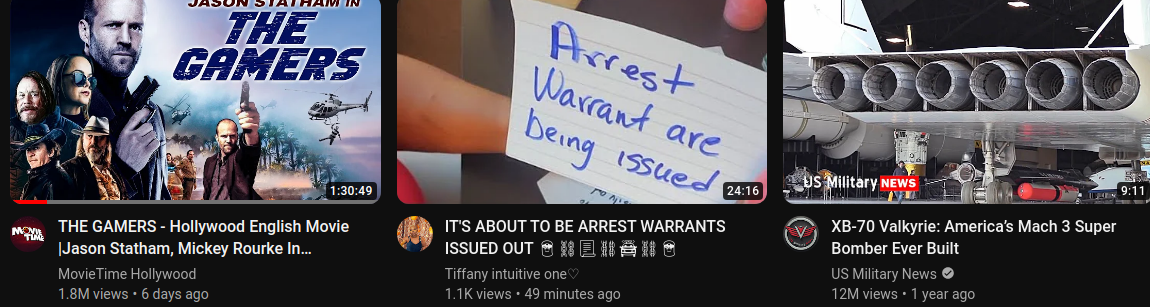 JASON STATHAM IN
THE
GAMERS
1:30:49
Arrest
Warrant are
being issued
24:16
US Military NEWS
9:11
MOVIE
TIME
THE GAMERS - Hollywood English Movie
|Jason Statham, Mickey Rourke In…
MovieTime Hollywood
1.8M views • 6 days ago
IT'S ABOUT TO BE ARREST WARRANTS
ISSUED OUT
Tiffany intuitive one♡
1.1K views • 49 minutes ago
XB-70 Valkyrie: America’s Mach 3 Super
Bomber Ever Built
US Military News
12M views • 1 year ago